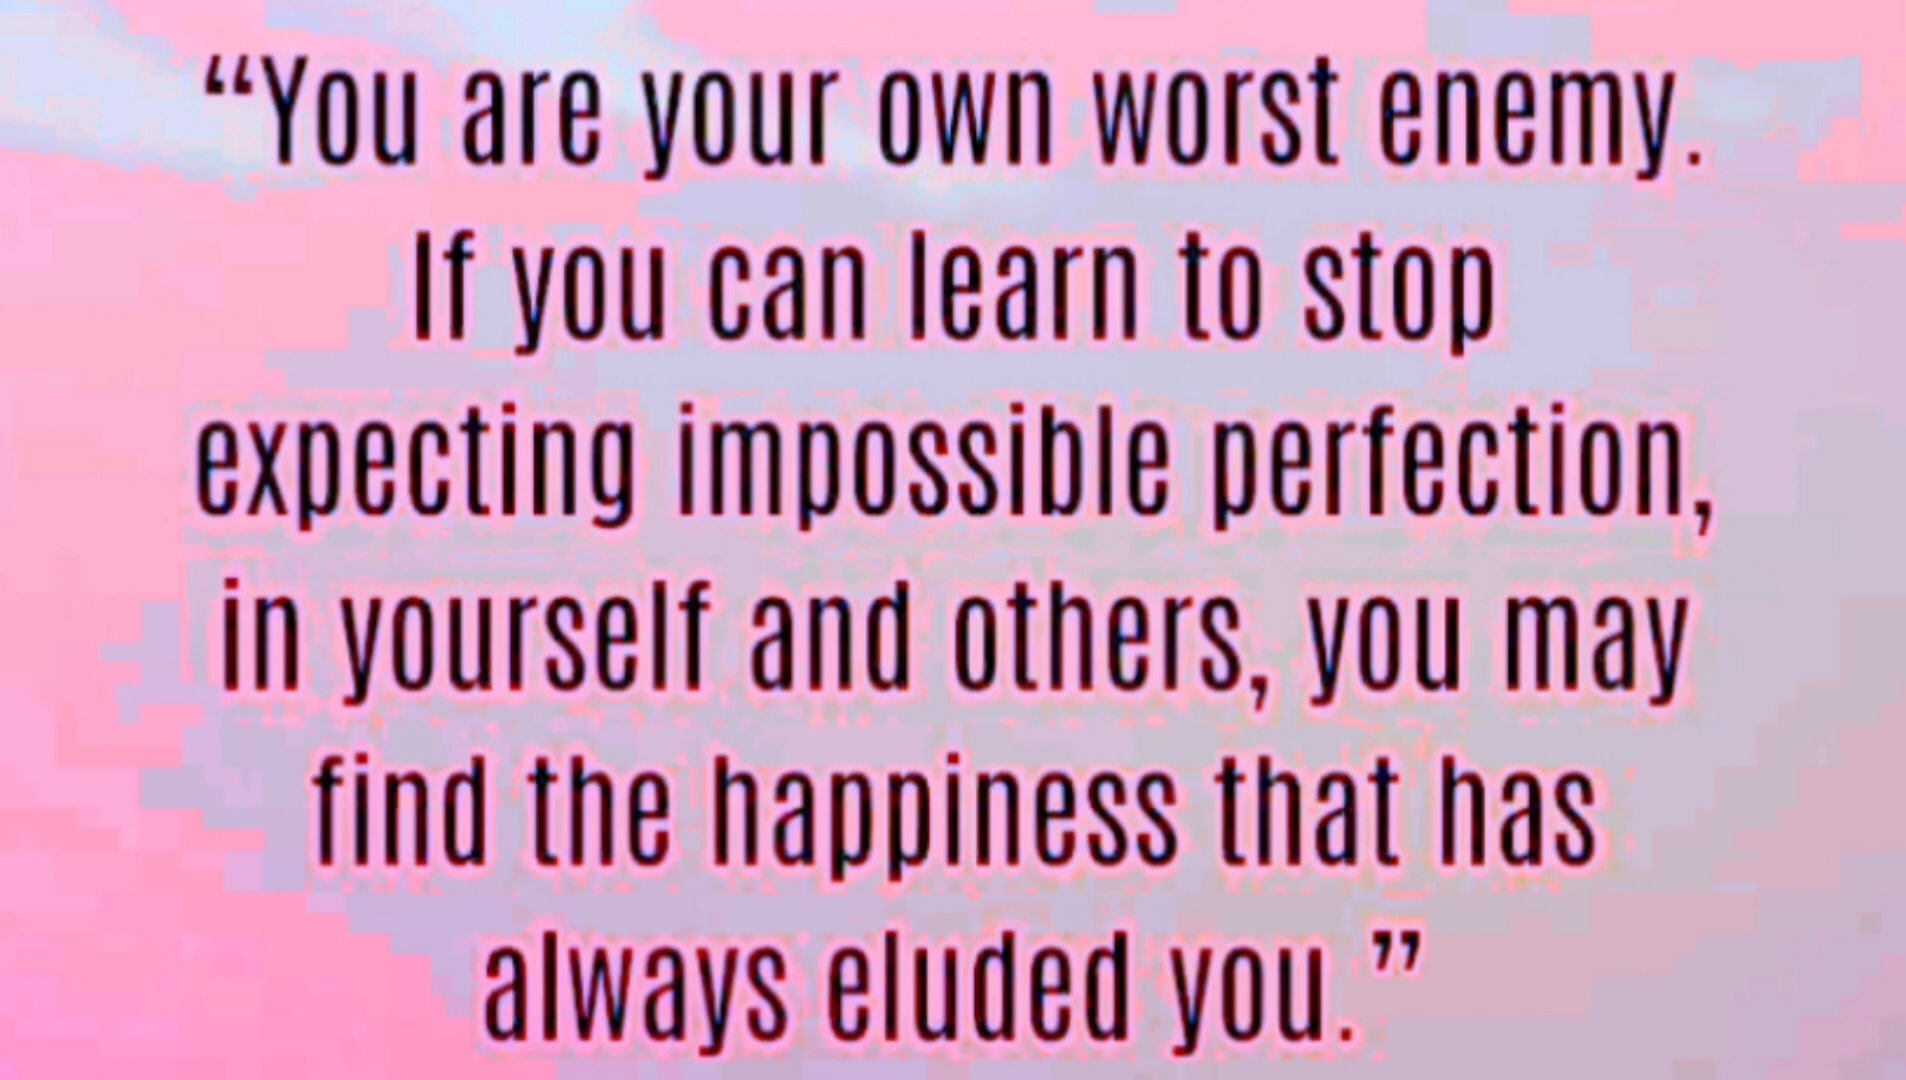 “You are your own worst enemy.
If you can learn to stop
expecting impossible perfection,
in yourself and others, you may
find the happiness that has
always eluded you.”